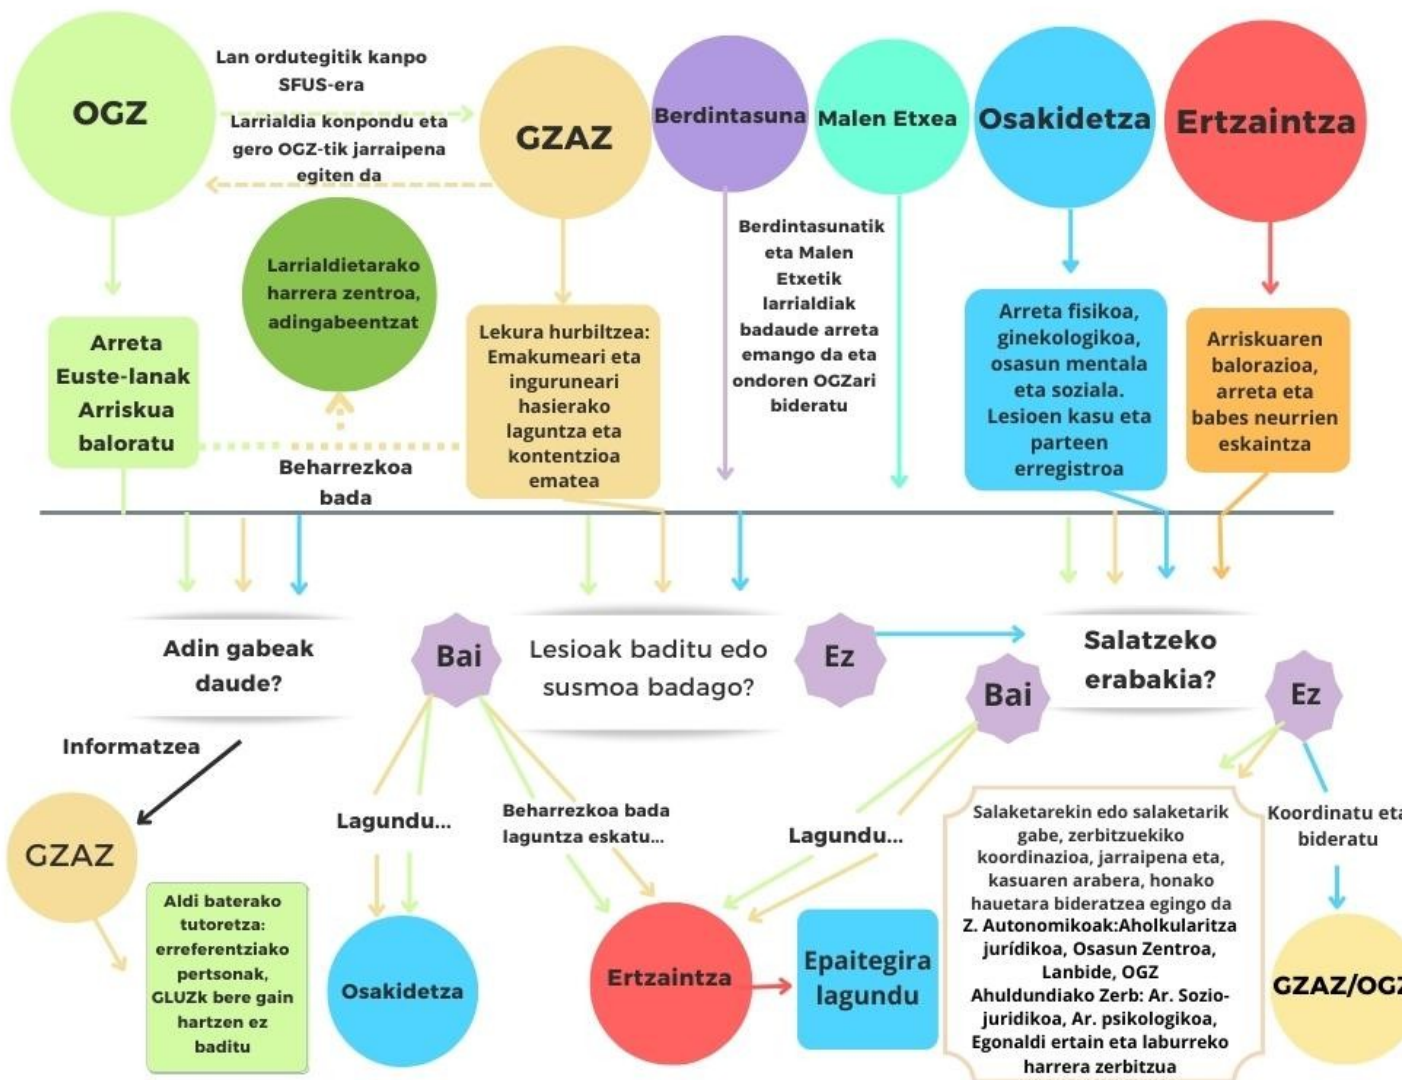 OGZ
Lan ordutegitik kanpo
SFUS-era
Larrialdia konpondu eta
gero OGZ-tik jarraipena
egiten da
GZAZ
Berdintasuna
Malen Etxea
Osakidetza
Ertzaintza
Larrialdietarako
harrera zentroa,
adingabeentzat
Arreta
Euste-lanak
Arriskua
baloratu
Beharrezkoa
bada
Lekura hurbiltzea:
Emakumeari eta
inguruneari
hasierako
laguntza eta
kontentzioa
ematea
Berdintasunatik
eta Malen
Etxetik
larrialdiak
badaude arreta
emango da eta
ondoren OGZari
bideratu
Arreta fisikoa,
ginekologikoa,
osasun mentala
eta soziala.
Lesioen kasu eta
parteen
erregistroa
Arriskuaren
balorazioa,
arreta eta
babes neurrien
eskaintza
Adin gabeak
daude?
Bai
Lesioak baditu edo
susmoa badago?
Ez
Salatzeko
erabakia?
Bai
Ez
Informatzea
GZAZ
Aldi baterako
tutoretza:
erreferentziako
pertsonak,
GLUZk bere gain
hartzen ez
baditu
Lagundu...
Osakidetza
Beharrezkoa bada
laguntza eskatu...
Ertzaintza
Lagundu...
Epaitegira
lagundu
Salaketarekin edo salaketarik
gabe, zerbitzuekiko
koordinazioa, jarraipena eta,
kasuaren arabera, honako
hauetara bideratzea egingo da
Z. Autonomikoak:Aholkularitza
jurídikoa, Osasun Zentroa,
Lanbide, OGZ
Ahuldundiako Zerb: Ar. Sozio-
juridikoa, Ar. psikologikoa,
Egonaldi ertain eta laburreko
harrera zerbitzua
Koordinatu eta
bideratu
GZAZ/OGZ